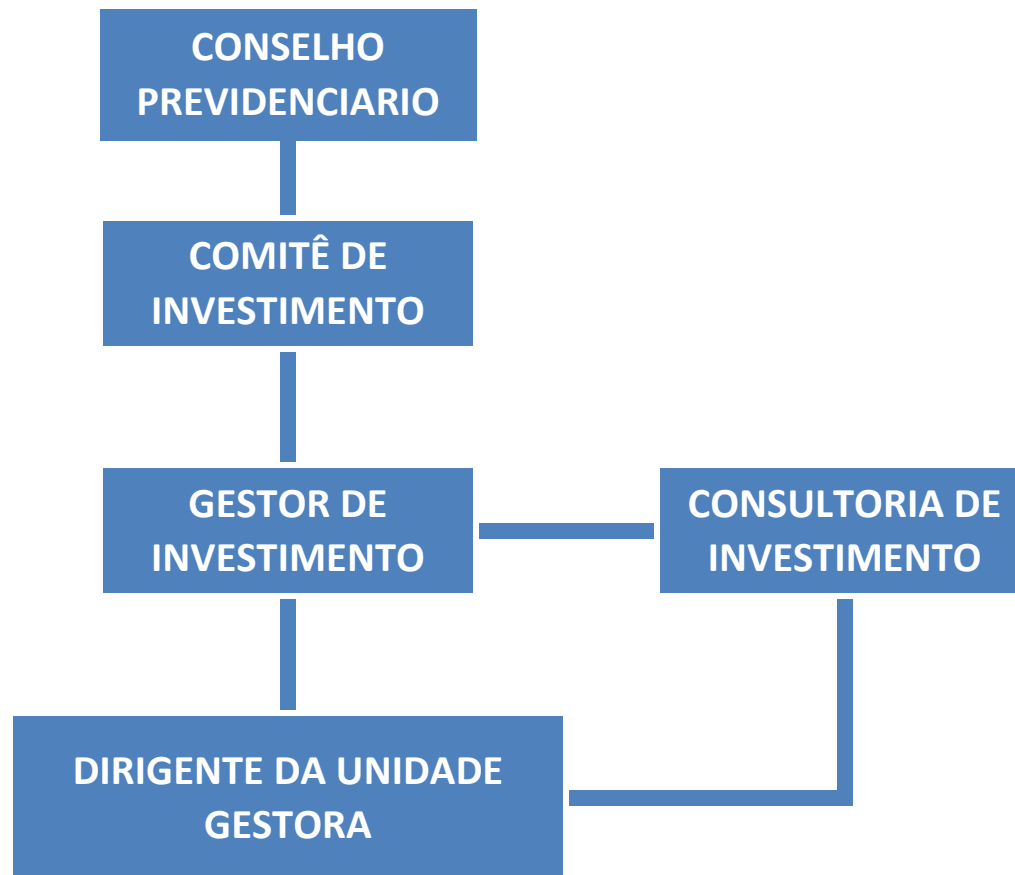 CONSELHO
PREVIDENCIARIO
COMITÊ DE
INVESTIMENTO
GESTOR DE
INVESTIMENTO
CONSULTORIA DE
INVESTIMENTO
DIRIGENTE DA UNIDADE
GESTORA